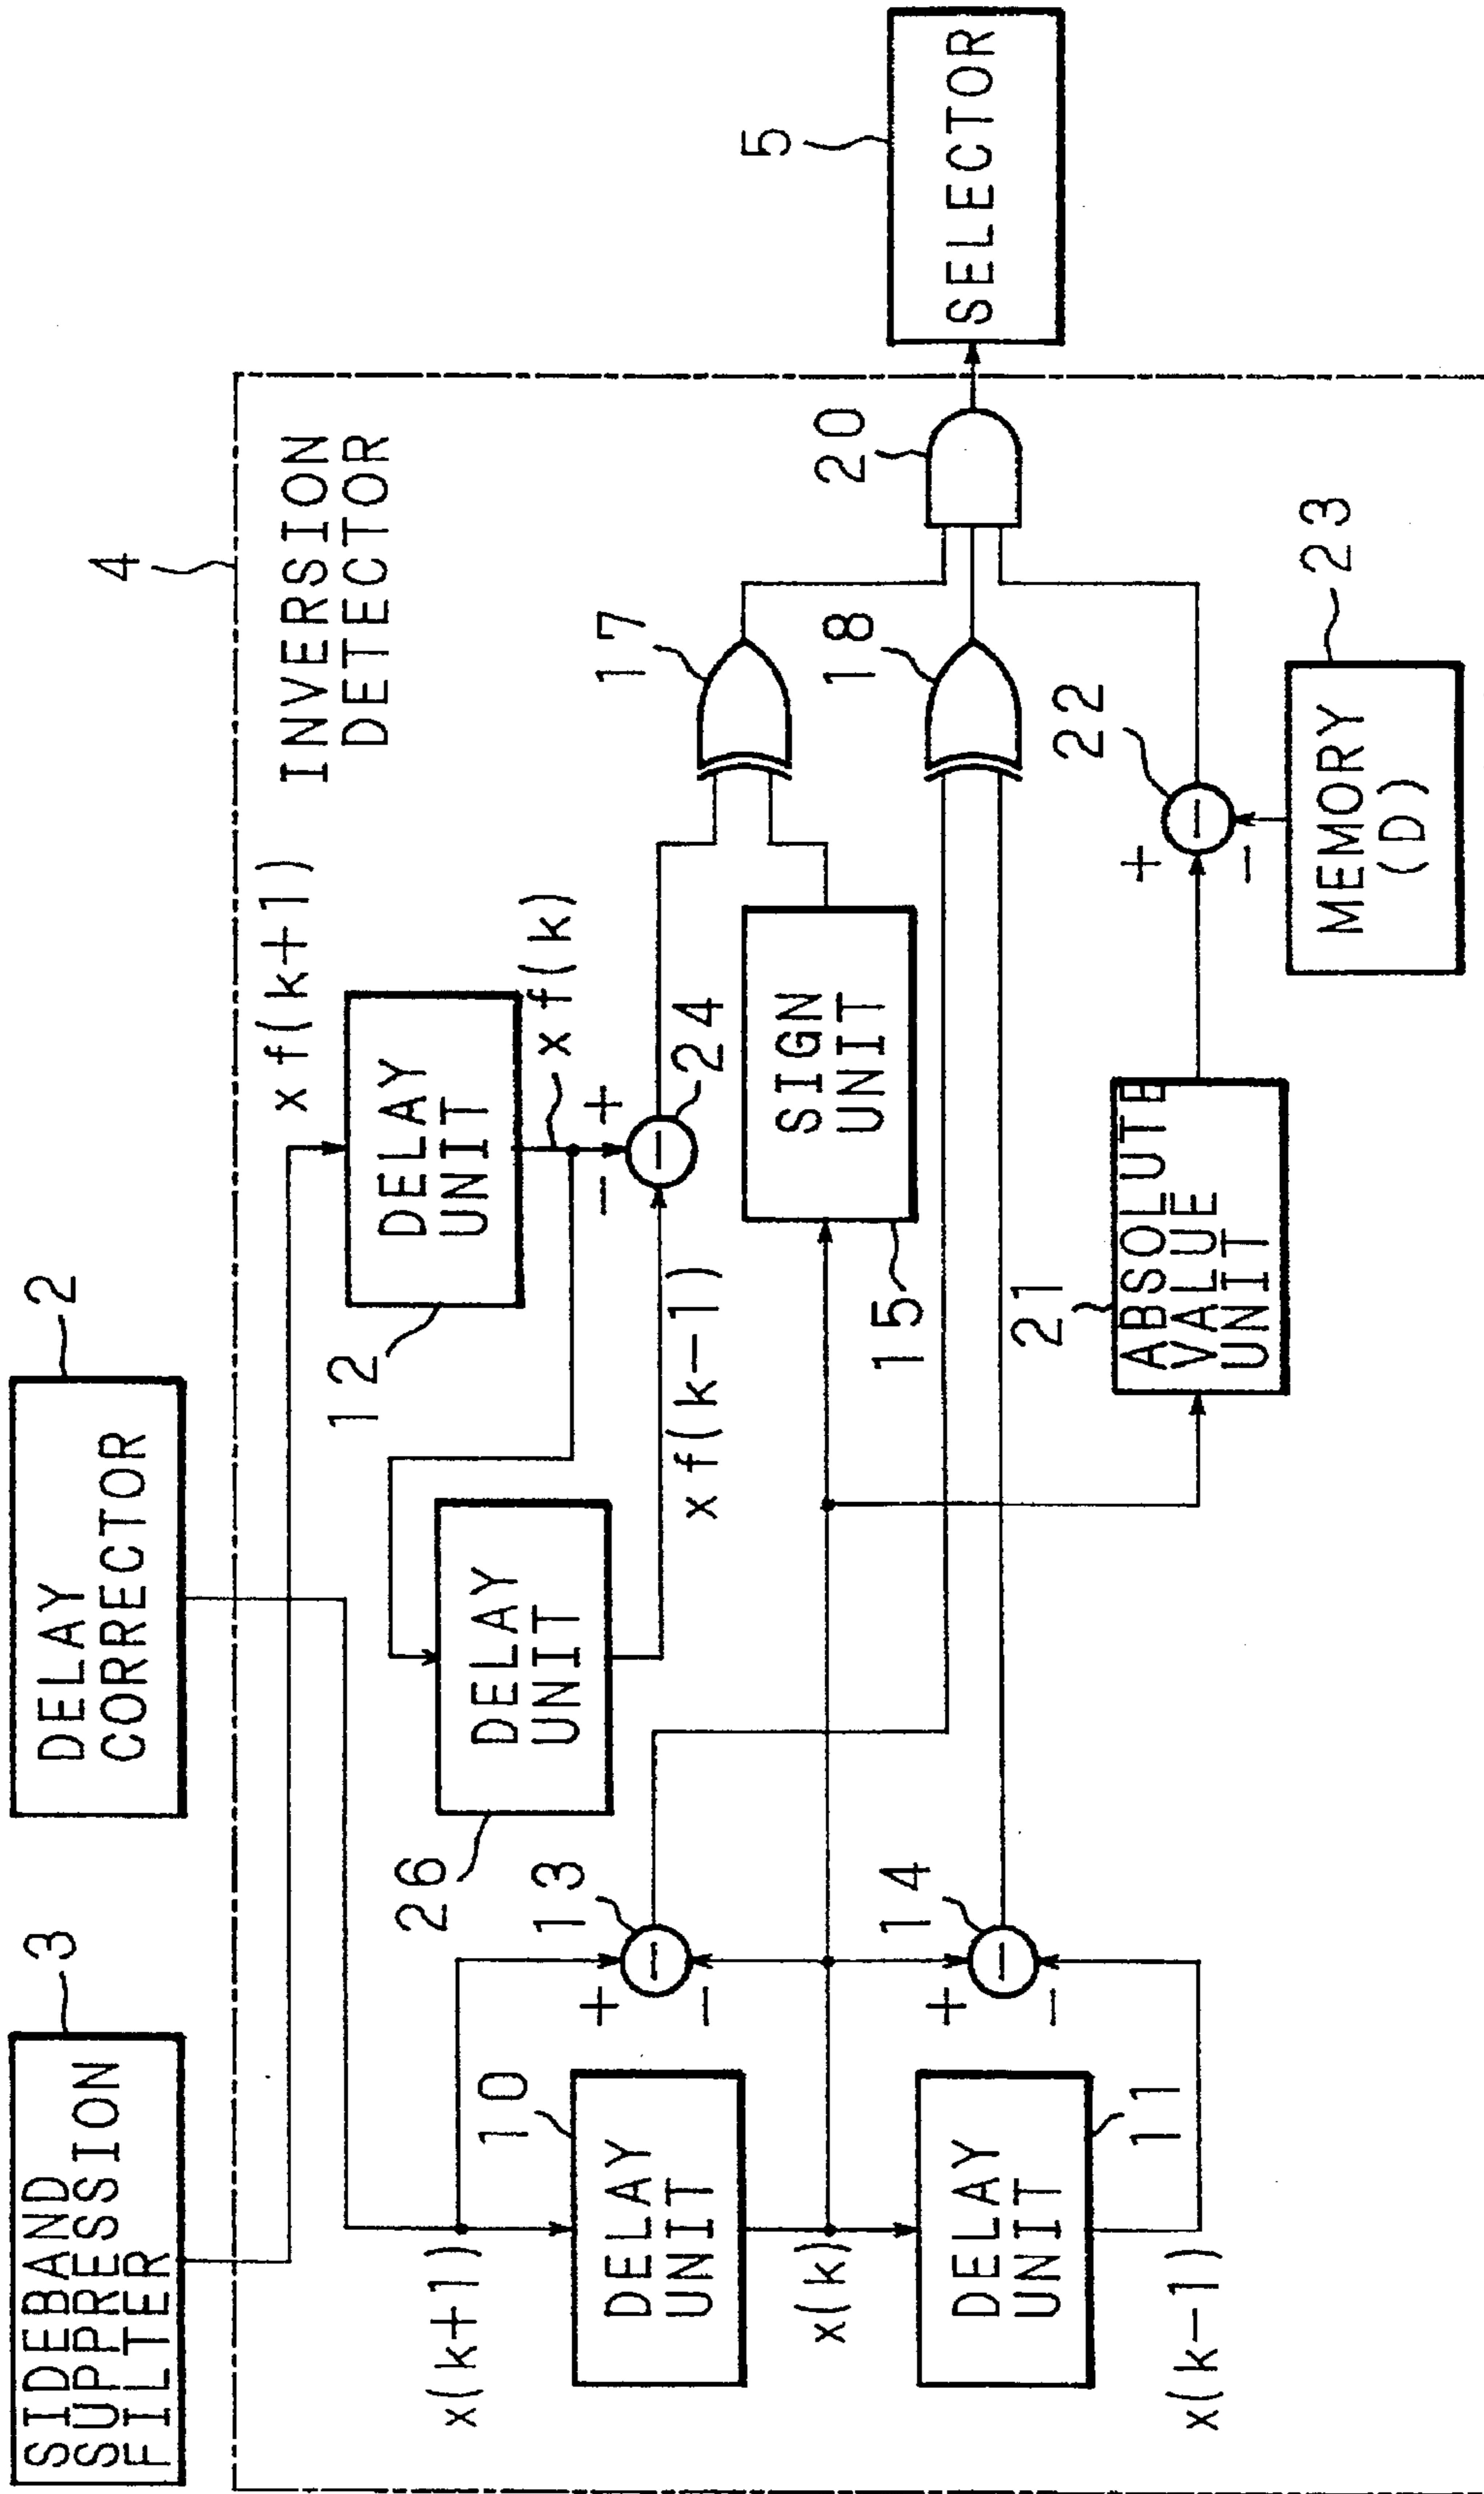 SIDEBAND
SUPPRESSION
FILTER
3
DELAY
CORRECTOR
2
4
INVERSION
DETECTOR
xf(k+1)
DELAY
UNIT
12
xf(k)
+
-
24
DELAY
UNIT
26
xf(k-1)
x(k+1)
10
DELAY
UNIT
x(k)
DELAY
UNIT
11
x(k-1)
13
+
-
14
+
-
SIGN
UNIT
15
21
ABSOLUTE
VALUE
UNIT
17
18
22
+
-
MEMORY
(D)
23
20
5
SELECTOR